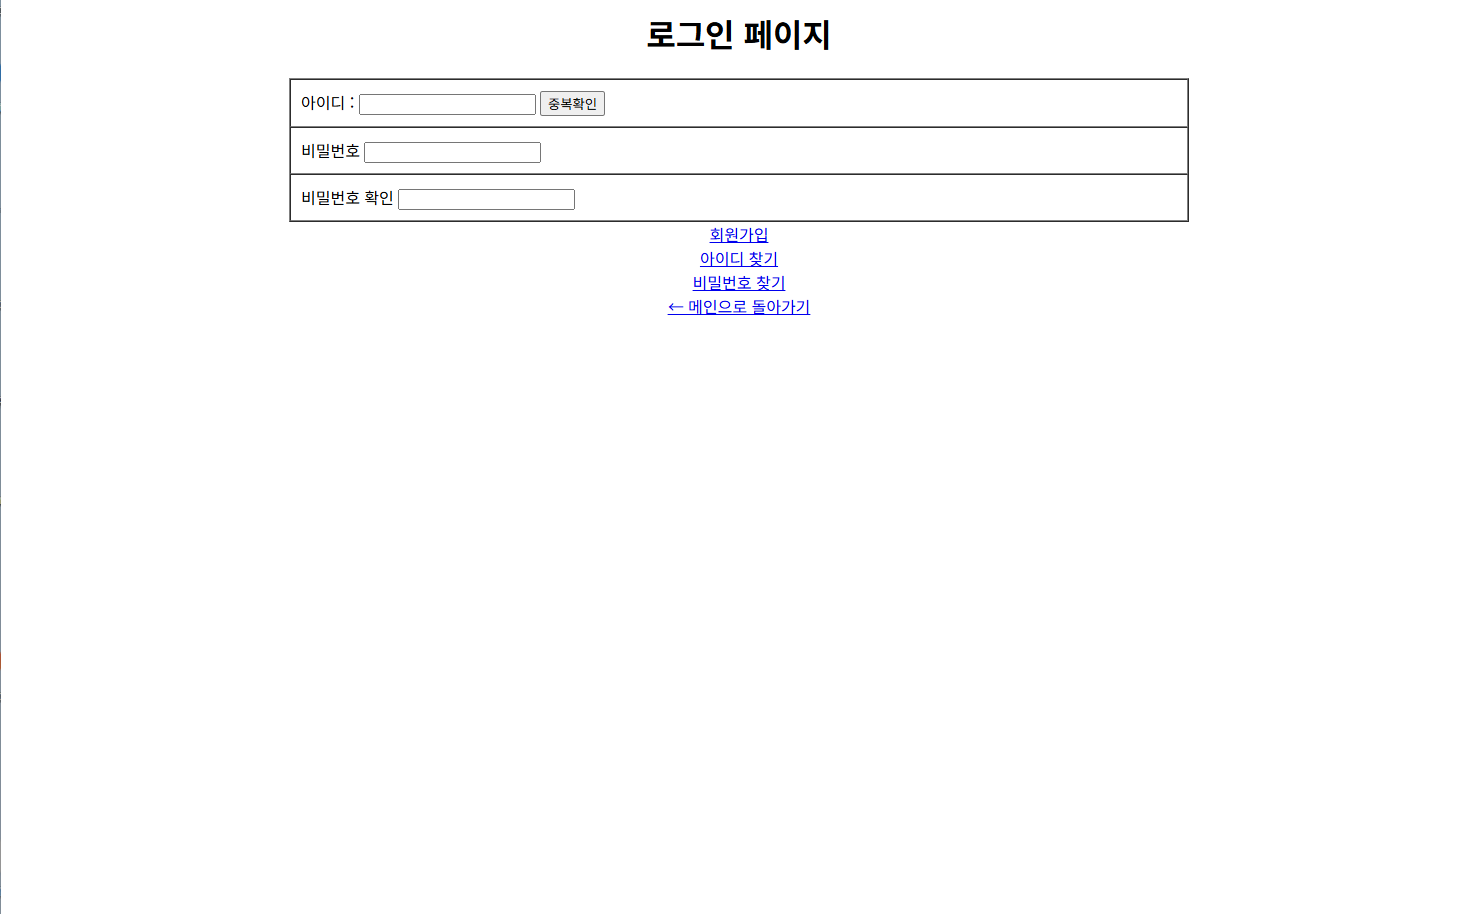 로그인 페이지
아이디 : 중복확인
비밀번호
비밀번호 확인
회원가입
아이디 찾기
비밀번호 찾기
← 메인으로 돌아가기